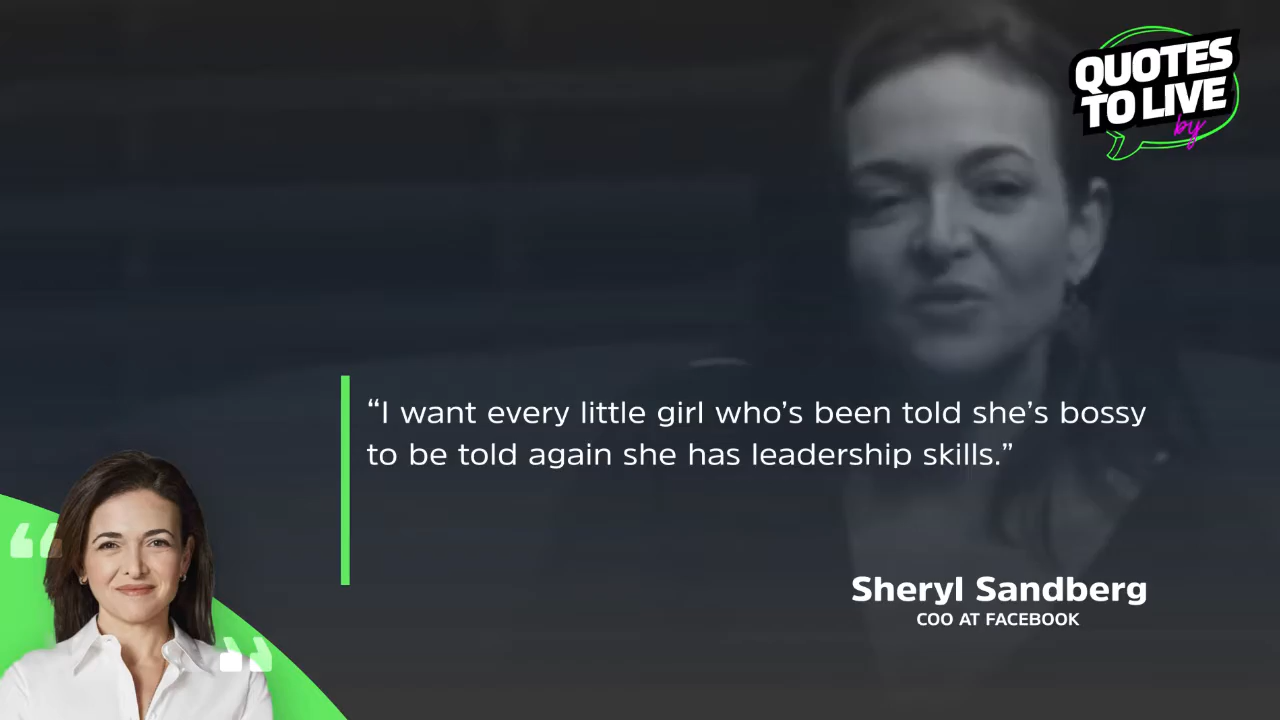 QUOTES
TO LIVE
by
“I want every little girl who’s been told she’s bossy
to be told again she has leadership skills.”
Sheryl Sandberg
COO AT FACEBOOK